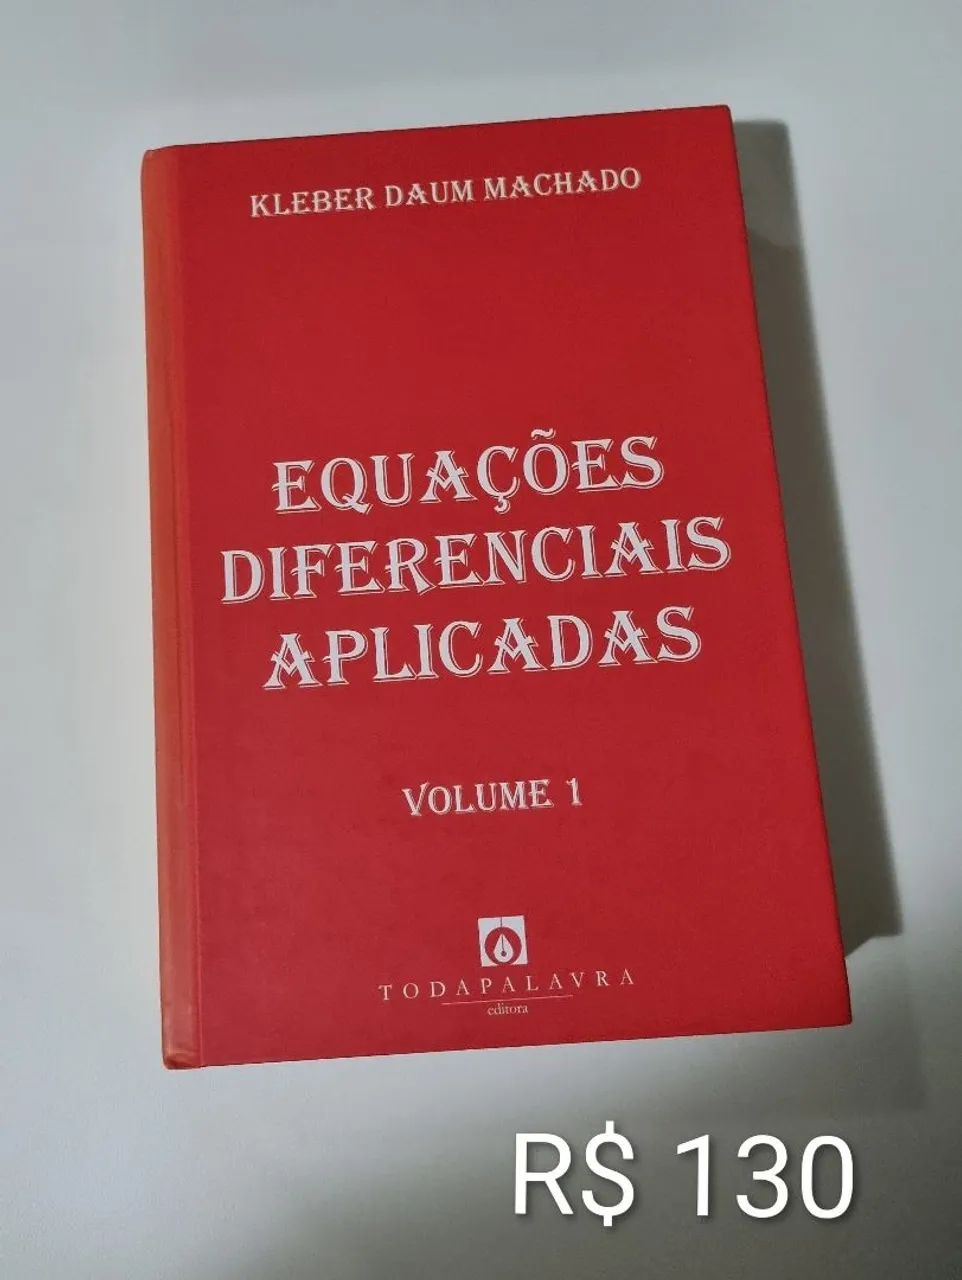 KLEBER DAUM MACHADO
EQUAÇÕES
DIFERENCIAIS
APLICADAS
VOLUME 1
TODAPALAVRA
editora
R$ 130